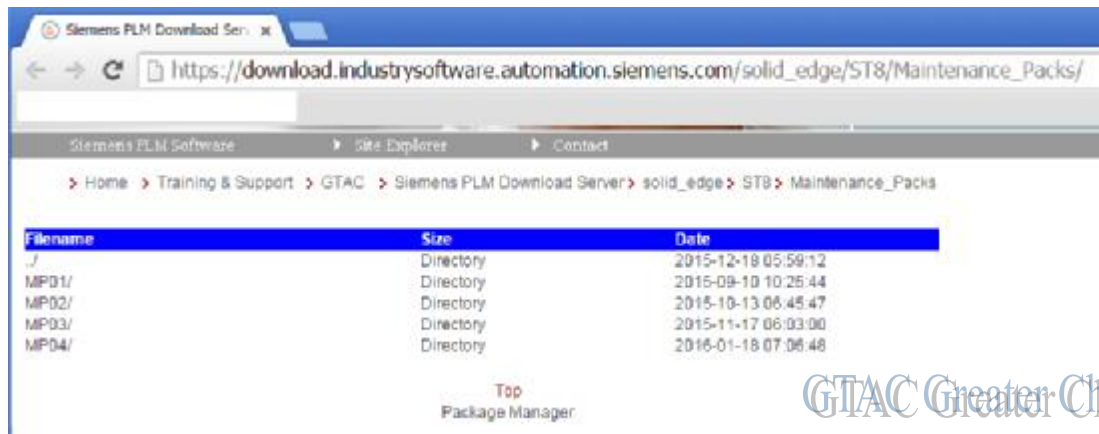 Siemens PLM Download Ser
https://download.industrysoftware.automation.siemens.com/solid_edge/ST8/Maintenance_Packs/
Siemens PLM Software Site Explorer Contact
> Home > Training & Support > GTAC > Siemens PLM Download Server > solid_edge > ST8 > Maintenance_Packs
Filename Size Date
../ Directory 2015-12-18 05:59:12
MP01/ Directory 2015-09-10 10:25:44
MP02/ Directory 2015-10-13 06:45:47
MP03/ Directory 2015-11-17 06:03:00
MP04/ Directory 2016-01-18 07:06:48
Top
Package Manager
GTAC Greater Ch